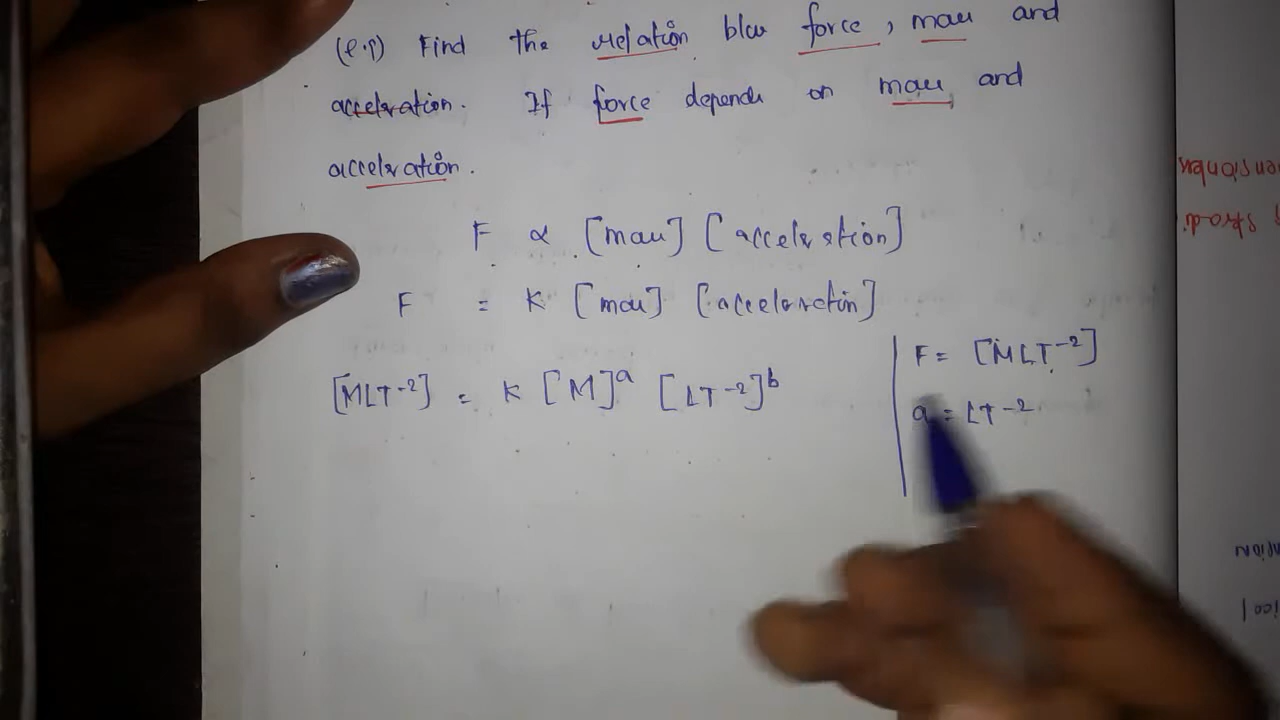 (e.g) Find the relation b/w force, mass and
acceleration. If force depends on mass and
acceleration.
F ∝ [mass] [acceleration]
F = K [mass] [acceleration]
[MLT-2] = K [M]ᵃ [LT-2]ᵇ
F = [MLT-2]
a = LT-2